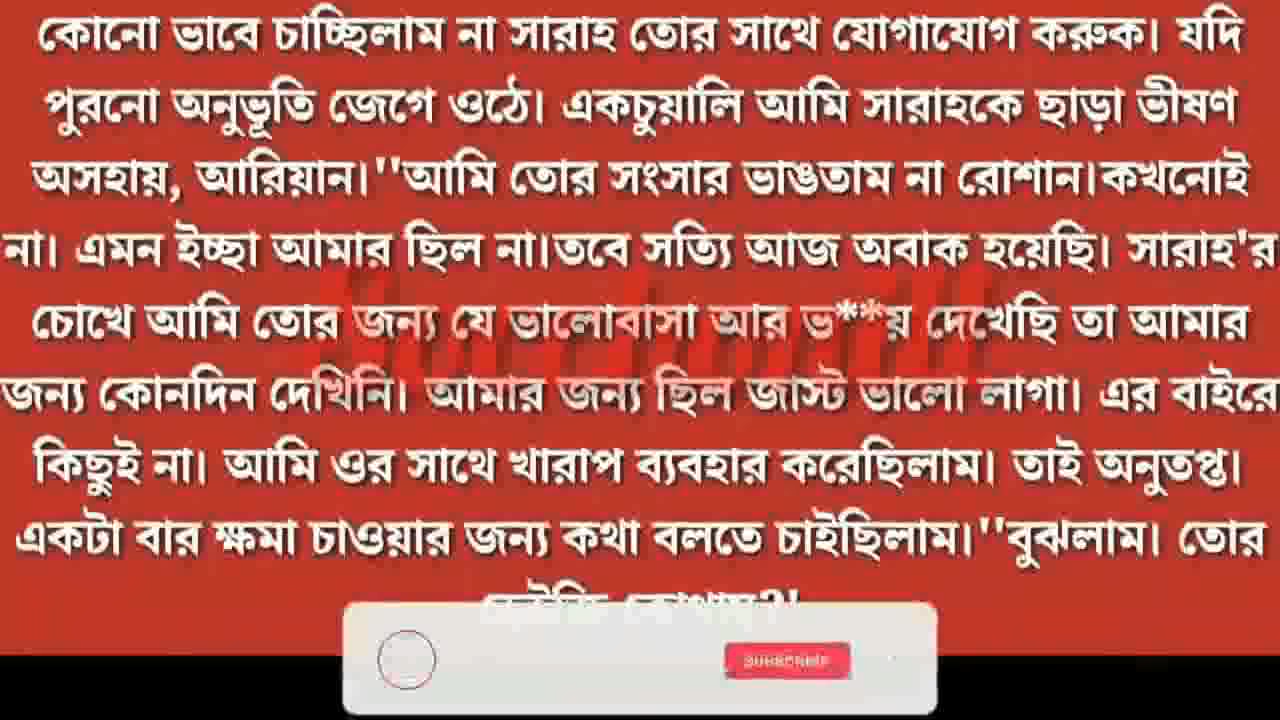 কোনো ভাবে চাচ্ছিলাম না সারাহ তোর সাথে যোগাযোগ করুক। যদি
পুরনো অনুভূতি জেগে ওঠে। একচুয়ালি আমি সারাহকে ছাড়া ভীষণ
অসহায়, আরিয়ান।''আমি তোর সংসার ভাঙতাম না রোশান।কখনোই
না। এমন ইচ্ছা আমার ছিল না।তবে সত্যি আজ অবাক হয়েছি। সারাহ'র
চোখে আমি তোর জন্য যে ভালোবাসা আর ভ**য় দেখেছি তা আমার
জন্য কোনদিন দেখিনি। আমার জন্য ছিল জাস্ট ভালো লাগা। এর বাইরে
কিছুই না। আমি ওর সাথে খারাপ ব্যবহার করেছিলাম। তাই অনুতপ্ত।
একটা বার ক্ষমা চাওয়ার জন্য কথা বলতে চাইছিলাম।''বুঝলাম। তোর
SUBSCRIBE